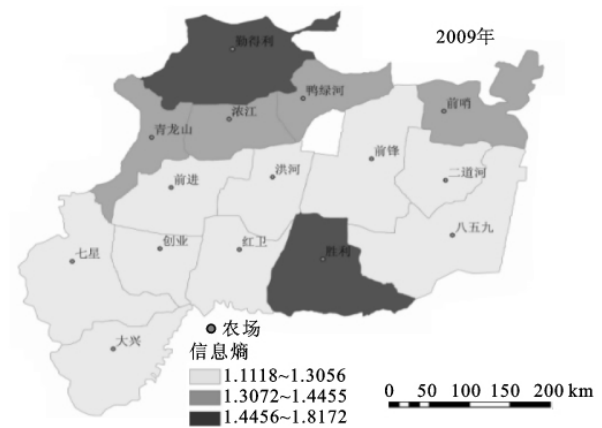 2009年
勤得利
鸭绿河
浓江
前哨
青龙山
前锋
洪河
二道河
前进
八五九
七星
创业
红卫
胜利
大兴
农场
信息熵
1.1118~1.3056
1.3072~1.4455
1.4456~1.8172
0 50 100 150 200 km